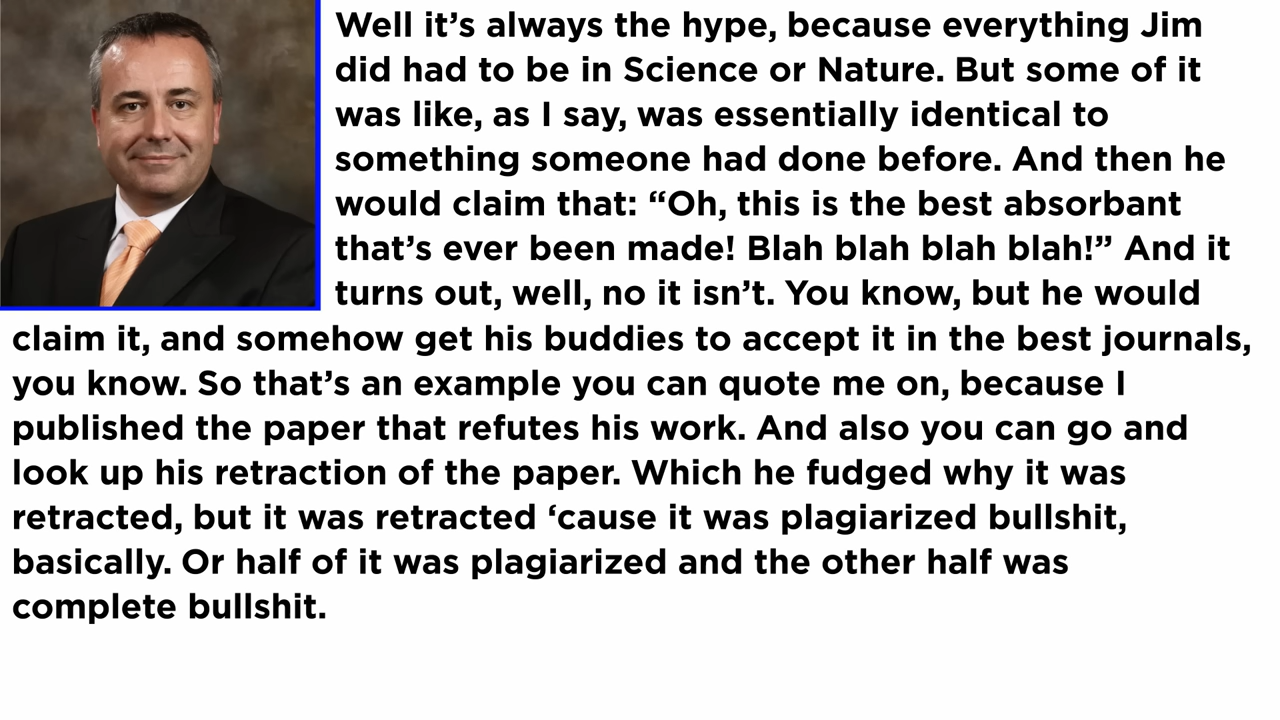 Well it’s always the hype, because everything Jim
did had to be in Science or Nature. But some of it
was like, as I say, was essentially identical to
something someone had done before. And then he
would claim that: “Oh, this is the best absorbant
that’s ever been made! Blah blah blah blah!” And it
turns out, well, no it isn’t. You know, but he would
claim it, and somehow get his buddies to accept it in the best journals,
you know. So that’s an example you can quote me on, because I
published the paper that refutes his work. And also you can go and
look up his retraction of the paper. Which he fudged why it was
retracted, but it was retracted ‘cause it was plagiarized bullshit,
basically. Or half of it was plagiarized and the other half was
complete bullshit.